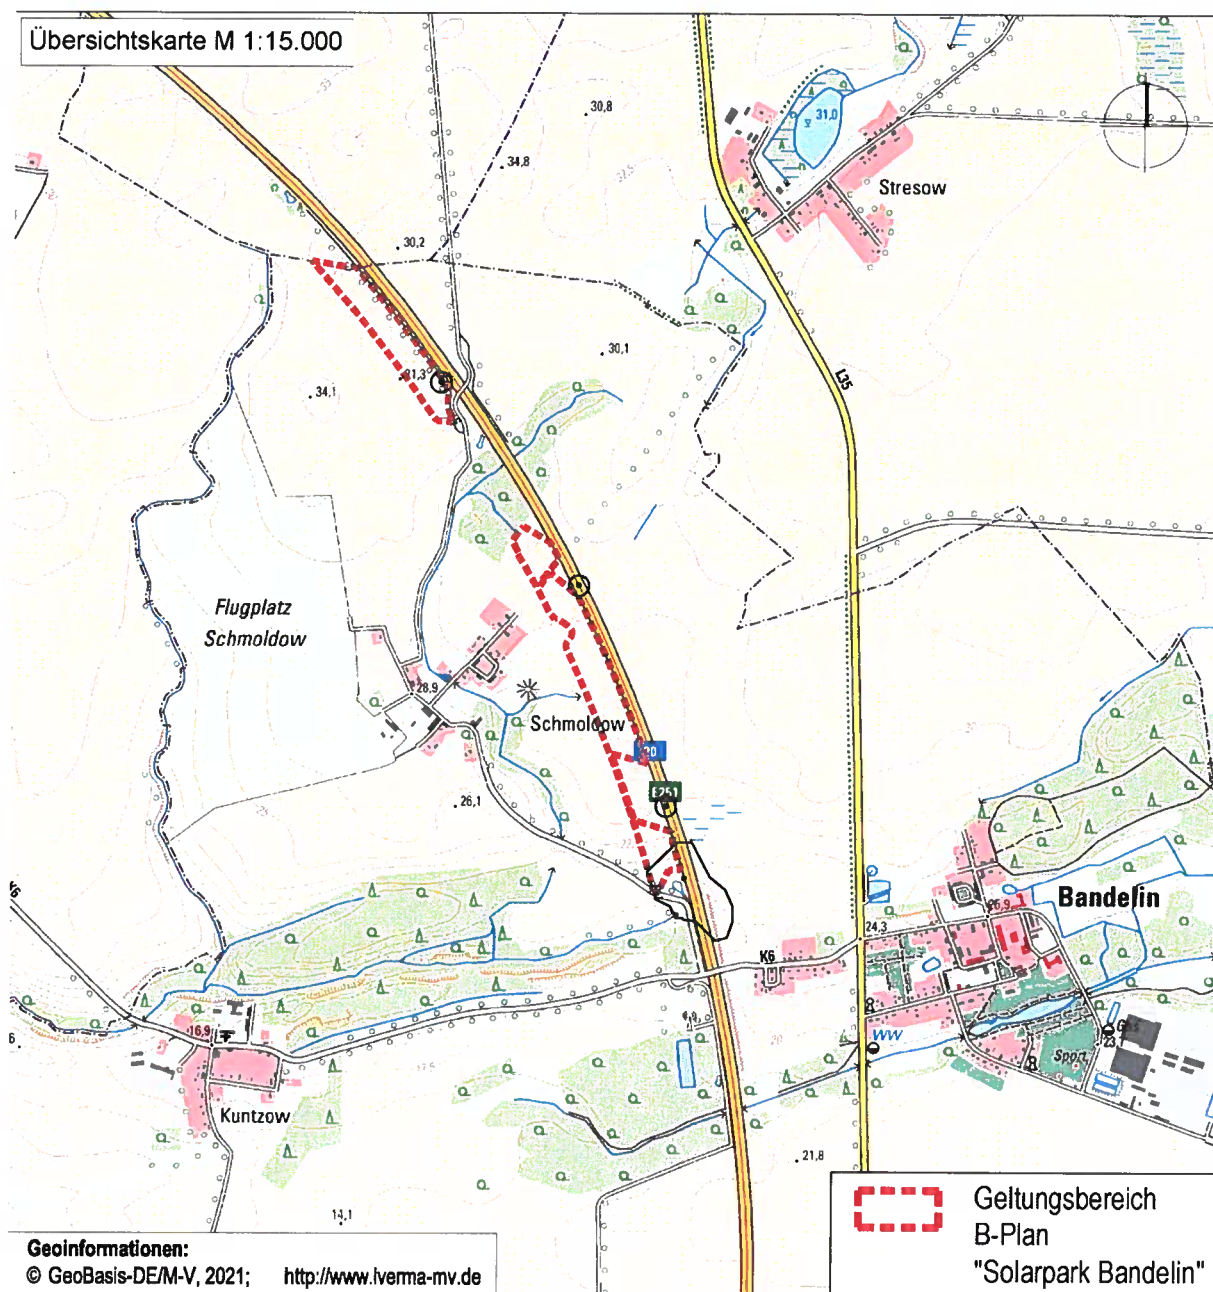 Übersichtskarte M 1:15.000
31,0
30,8
34,8
Stresow
30,2
30,1
31,3
34,1
L35
Flugplatz
Schmoldow
28,9
Schmoldow
E251
26,1
Bandelin
26,9
24,3
K6
16,9
WW
Gas
Sport
Kuntzow
21,8
14,1
Geltungsbereich
B-Plan
"Solarpark Bandelin"
Geoinformationen:
© GeoBasis-DE/M-V, 2021; http://www.lverma-mv.de